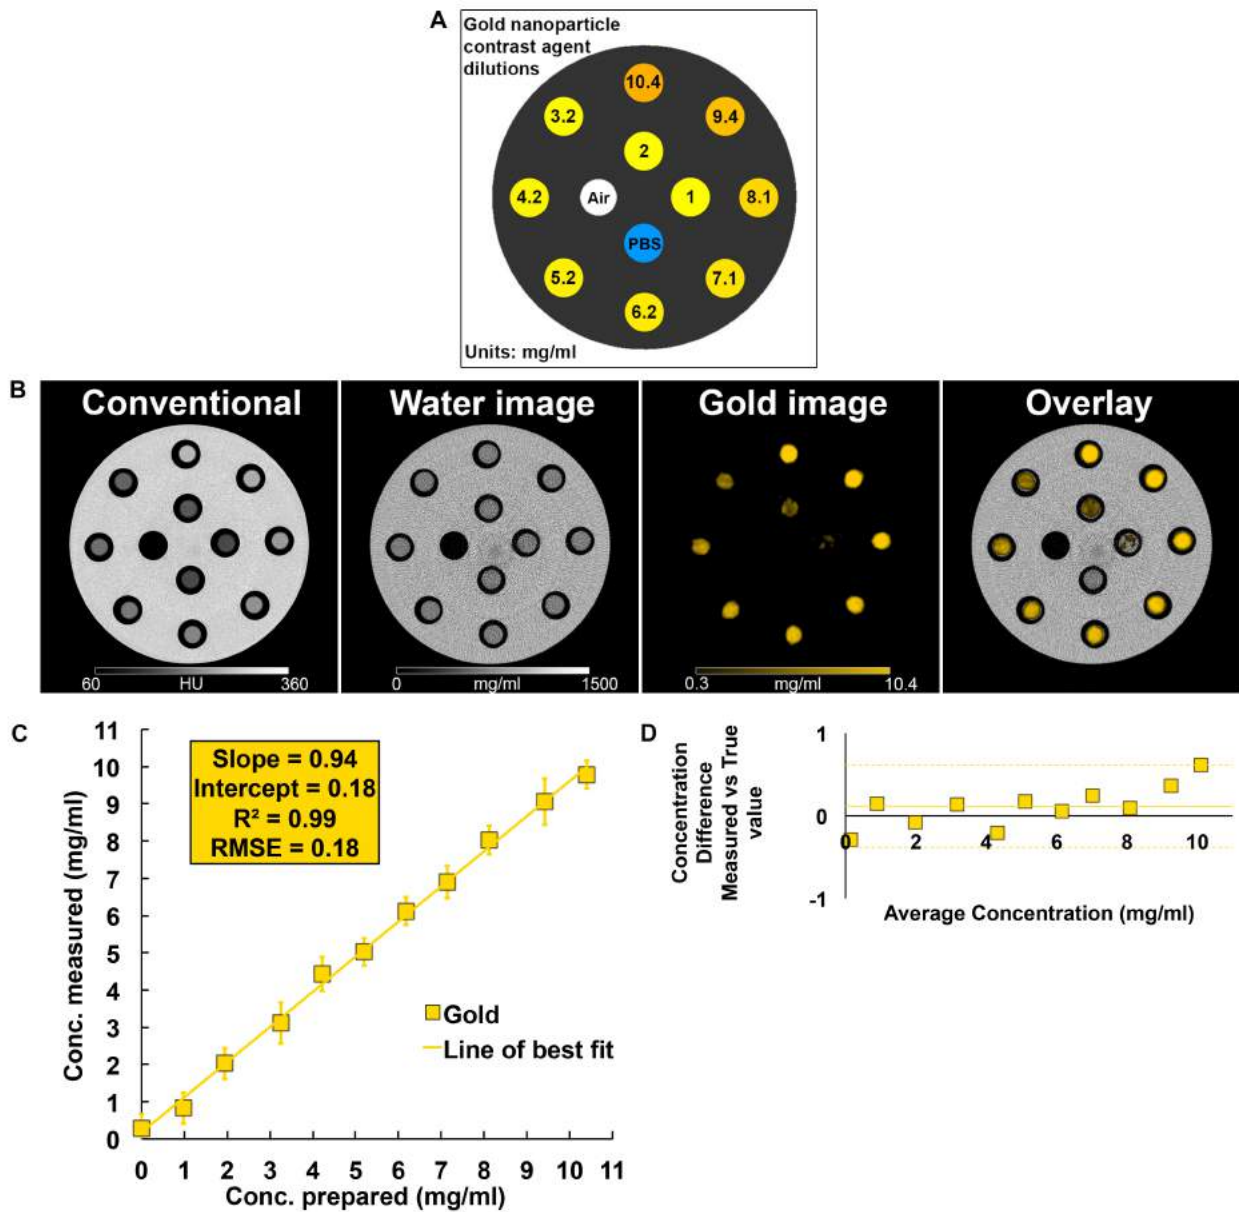 A
Gold nanoparticle
contrast agent
dilutions
10.4
3.2
9.4
2
4.2
Air
1
8.1
PBS
5.2
7.1
6.2
Units: mg/ml
B
Conventional
Water image
Gold image
Overlay
60
HU
360
0
mg/ml
1500
0.3
mg/ml
10.4
C
11
10
9
8
7
6
5
4
3
2
1
0
Conc. measured (mg/ml)
Slope = 0.94
Intercept = 0.18
R² = 0.99
RMSE = 0.18
Gold
Line of best fit
0 1 2 3 4 5 6 7 8 9 10 11
Conc. prepared (mg/ml)
D
Concentration
Difference
Measured vs True
value
1
0
-1
0 2 4 6 8 10
Average Concentration (mg/ml)